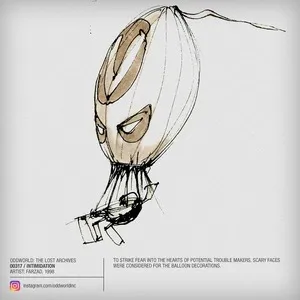 ODDWORLD: THE LOST ARCHIVES
00317 / INTIMIDATION
ARTIST: FARZAD, 1998
TO STRIKE FEAR INTO THE HEARTS OF POTENTIAL TROUBLE MAKERS, SCARY FACES
WERE CONSIDERED FOR THE BALLOON DECORATIONS.
instagram.com/oddworldinc